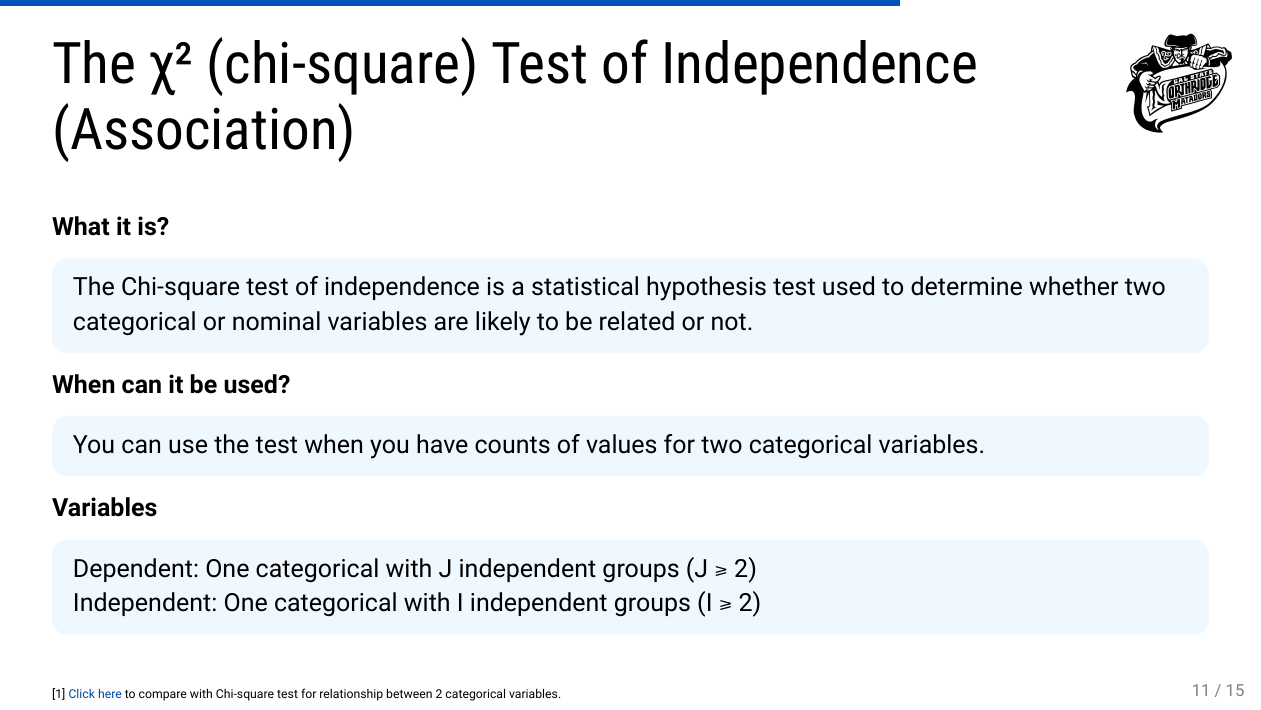 The χ² (chi-square) Test of Independence
(Association)
CAL STATE
NORTHRIDGE
MATADORS
What it is?
The Chi-square test of independence is a statistical hypothesis test used to determine whether two
categorical or nominal variables are likely to be related or not.
When can it be used?
You can use the test when you have counts of values for two categorical variables.
Variables
Dependent: One categorical with J independent groups (J ⩾ 2)
Independent: One categorical with I independent groups (I ⩾ 2)
[1] Click here to compare with Chi-square test for relationship between 2 categorical variables.
11 / 15